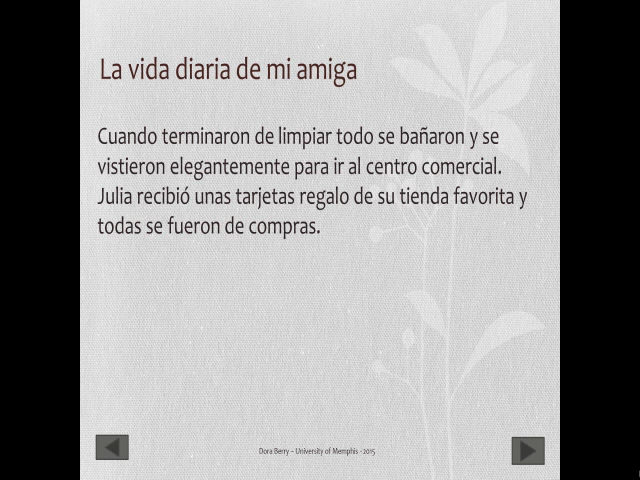 La vida diaria de mi amiga
Cuando terminaron de limpiar todo se bañaron y se
vistieron elegantemente para ir al centro comercial.
Julia recibió unas tarjetas regalo de su tienda favorita y
todas se fueron de compras.
Dora Berry – University of Memphis - 2015